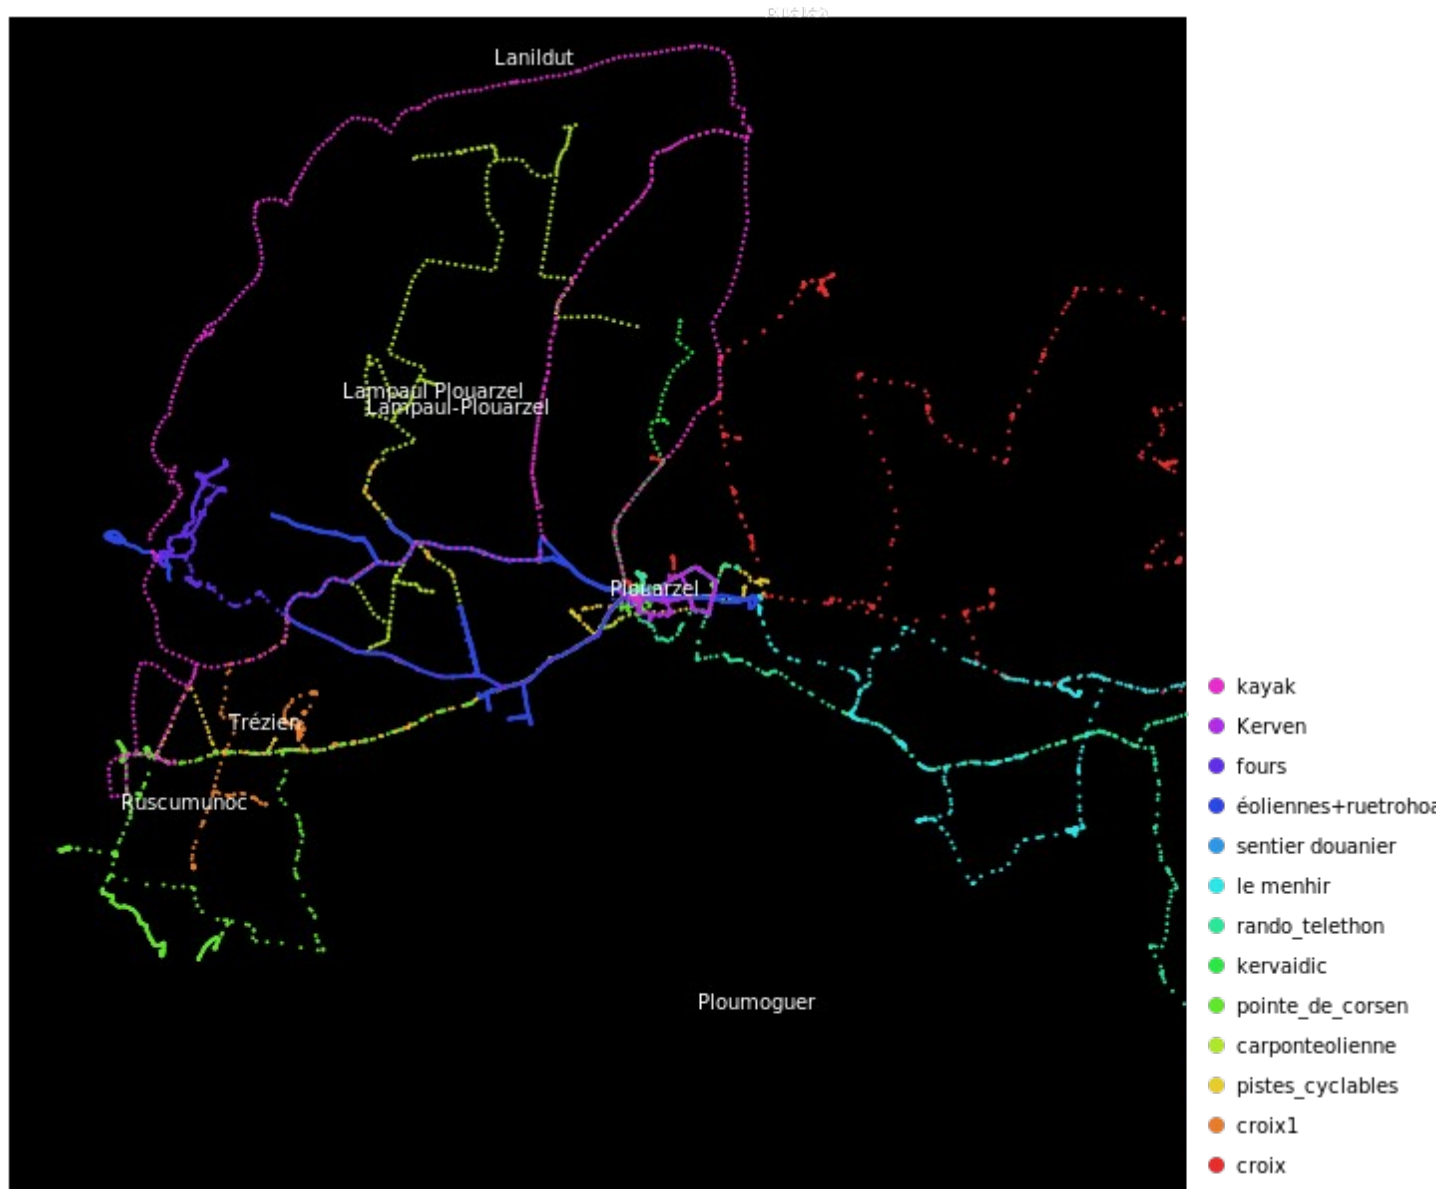 Lanildut
Lampaul Plouarzel
Lampaul-Plouarzel
Plouarzel
Trézien
Ruscumunoc
Ploumoguer
kayak
Kerven
fours
éoliennes+ruetrohoa
sentier douanier
le menhir
rando_telethon
kervaidic
pointe_de_corsen
carponteolienne
pistes_cyclables
croix1
croix